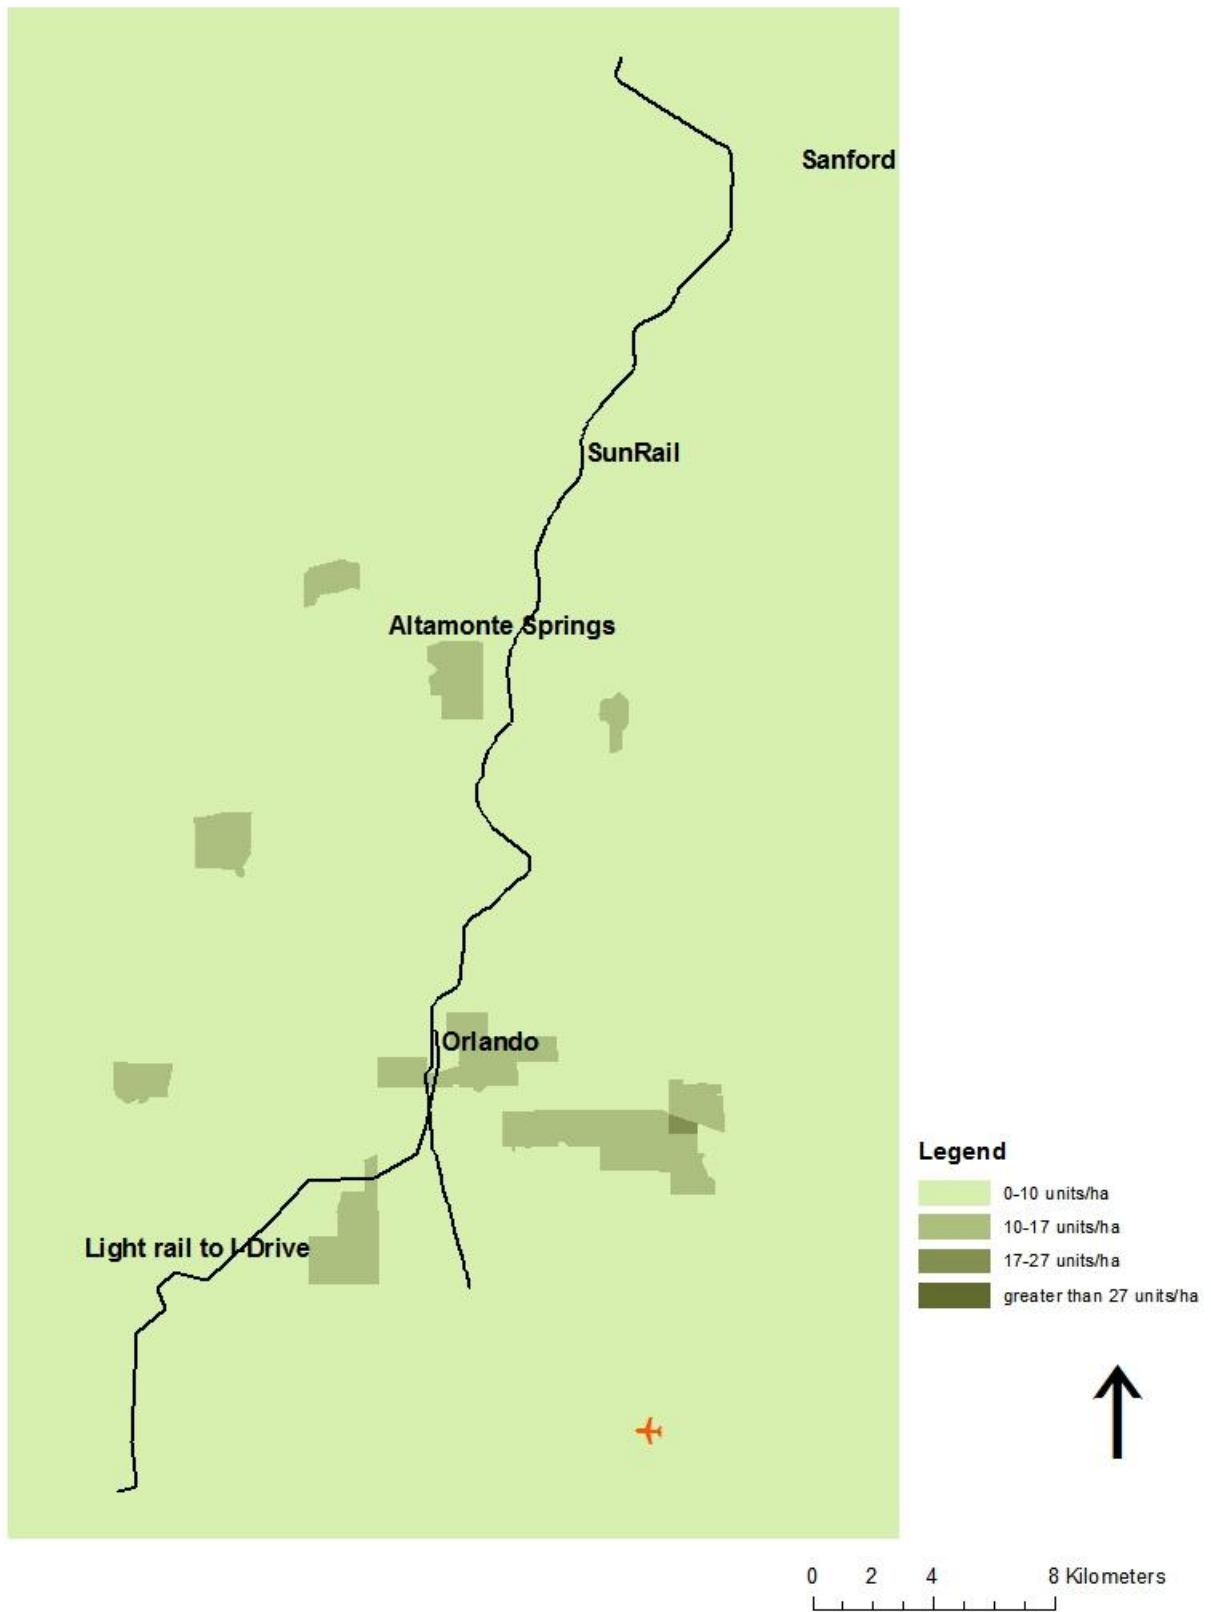 Sanford
SunRail
Altamonte Springs
Orlando
Light rail to I-Drive
Legend
0-10 units/ha
10-17 units/ha
17-27 units/ha
greater than 27 units/ha
0 2 4 8 Kilometers